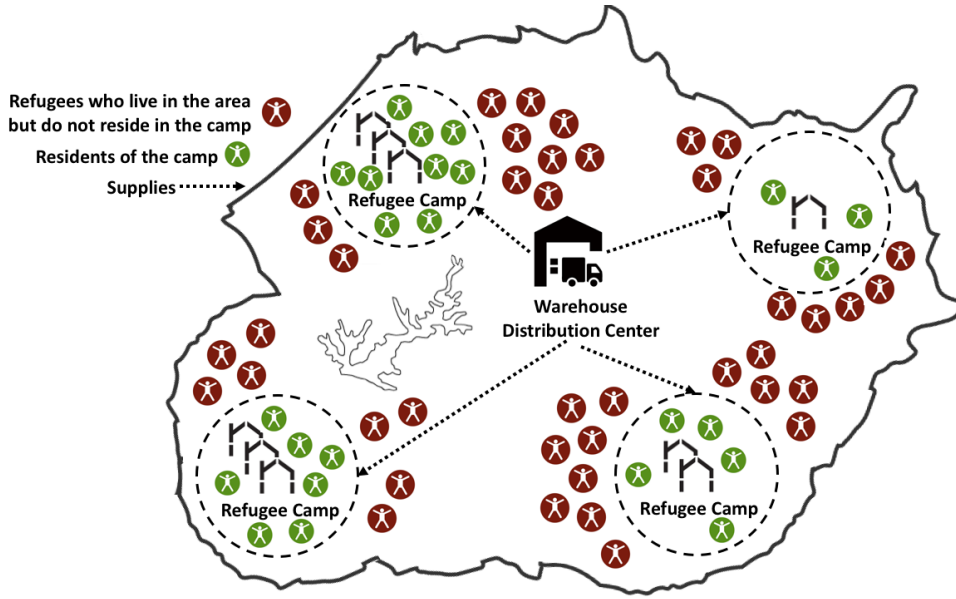 Refugees who live in the area
but do not reside in the camp
Residents of the camp
Supplies
Refugee Camp
Refugee Camp
Warehouse
Distribution Center
Refugee Camp
Refugee Camp